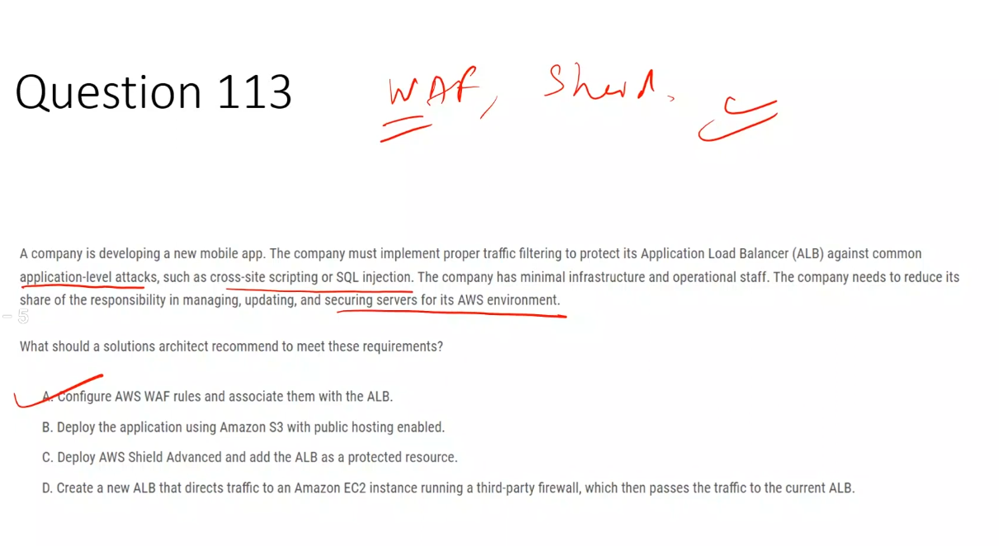 Question 113
WAF, Sheild.
A company is developing a new mobile app. The company must implement proper traffic filtering to protect its Application Load Balancer (ALB) against common
application-level attacks, such as cross-site scripting or SQL injection. The company has minimal infrastructure and operational staff. The company needs to reduce its
share of the responsibility in managing, updating, and securing servers for its AWS environment.
- 5
What should a solutions architect recommend to meet these requirements?
A. Configure AWS WAF rules and associate them with the ALB.
B. Deploy the application using Amazon S3 with public hosting enabled.
C. Deploy AWS Shield Advanced and add the ALB as a protected resource.
D. Create a new ALB that directs traffic to an Amazon EC2 instance running a third-party firewall, which then passes the traffic to the current ALB.